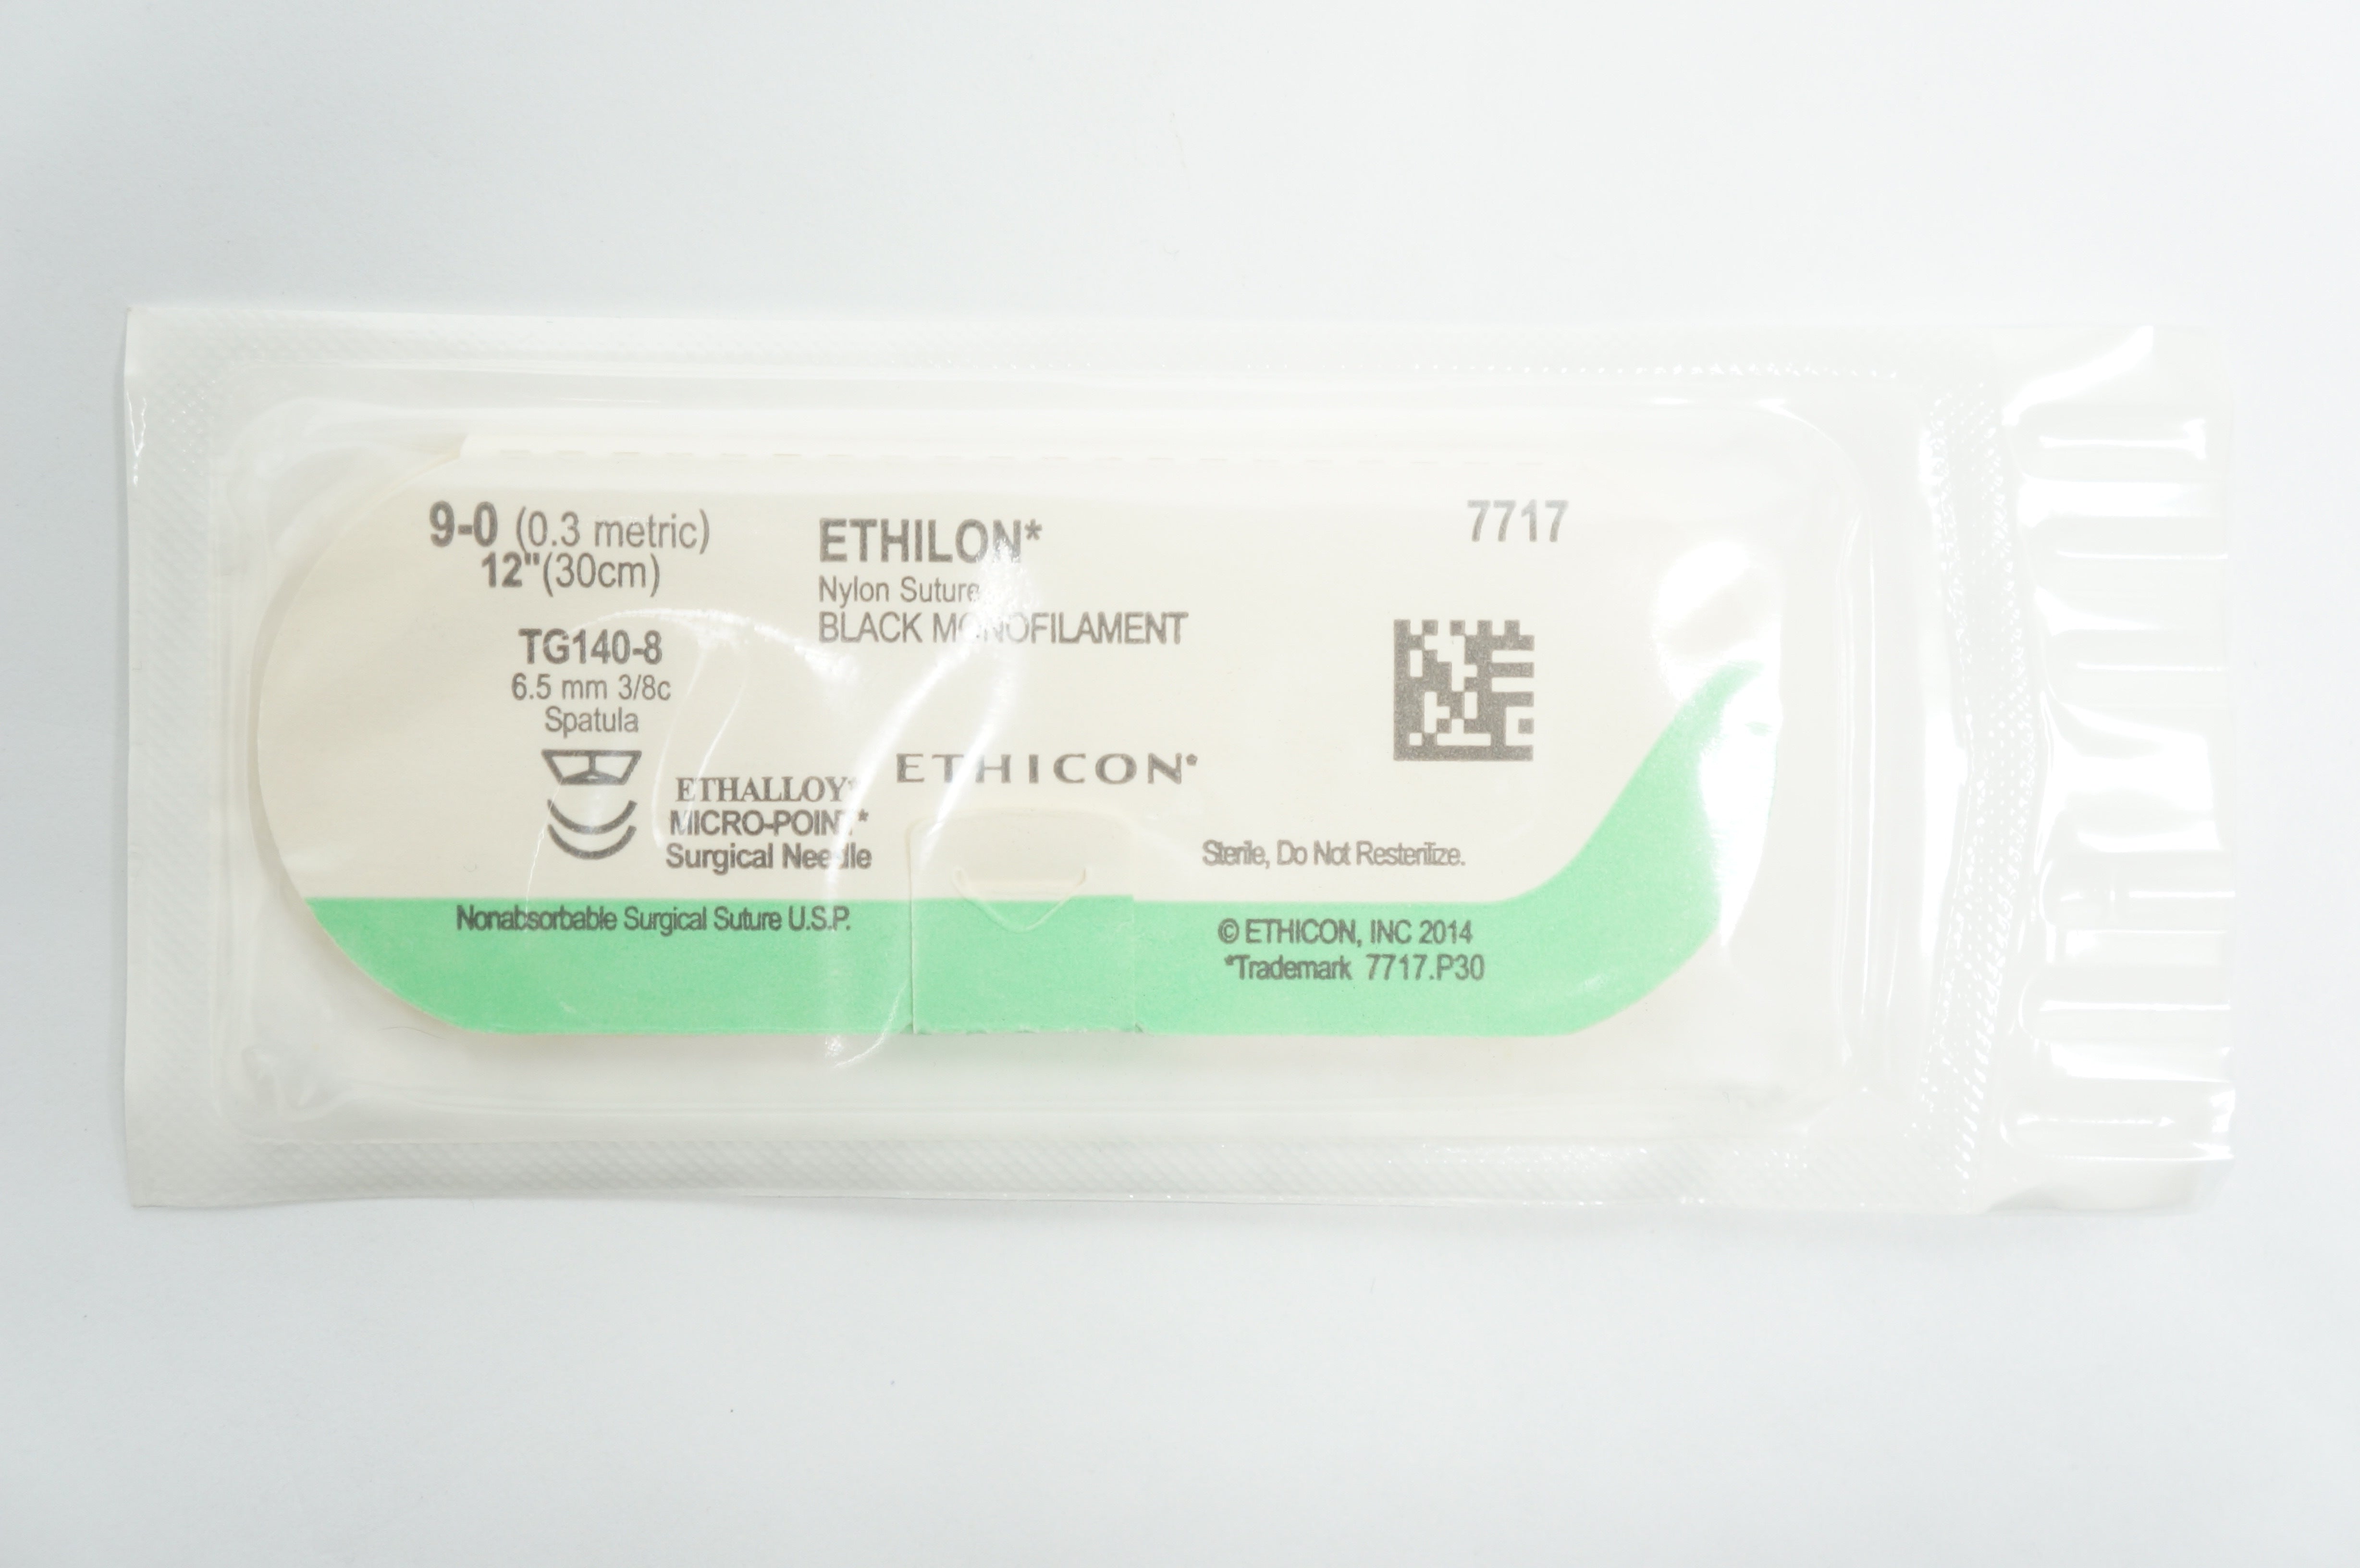 9-0 (0.3 metric)
12"(30cm)
TG140-8
6.5 mm 3/8c
Spatula
ETHALLOY*
MICRO-POINT*
Surgical Needle
ETHILON*
Nylon Suture
BLACK MONOFILAMENT
ETHICON*
7717
Sterile, Do Not Resterilize.
Nonabsorbable Surgical Suture U.S.P.
© ETHICON, INC 2014
*Trademark 7717.P30